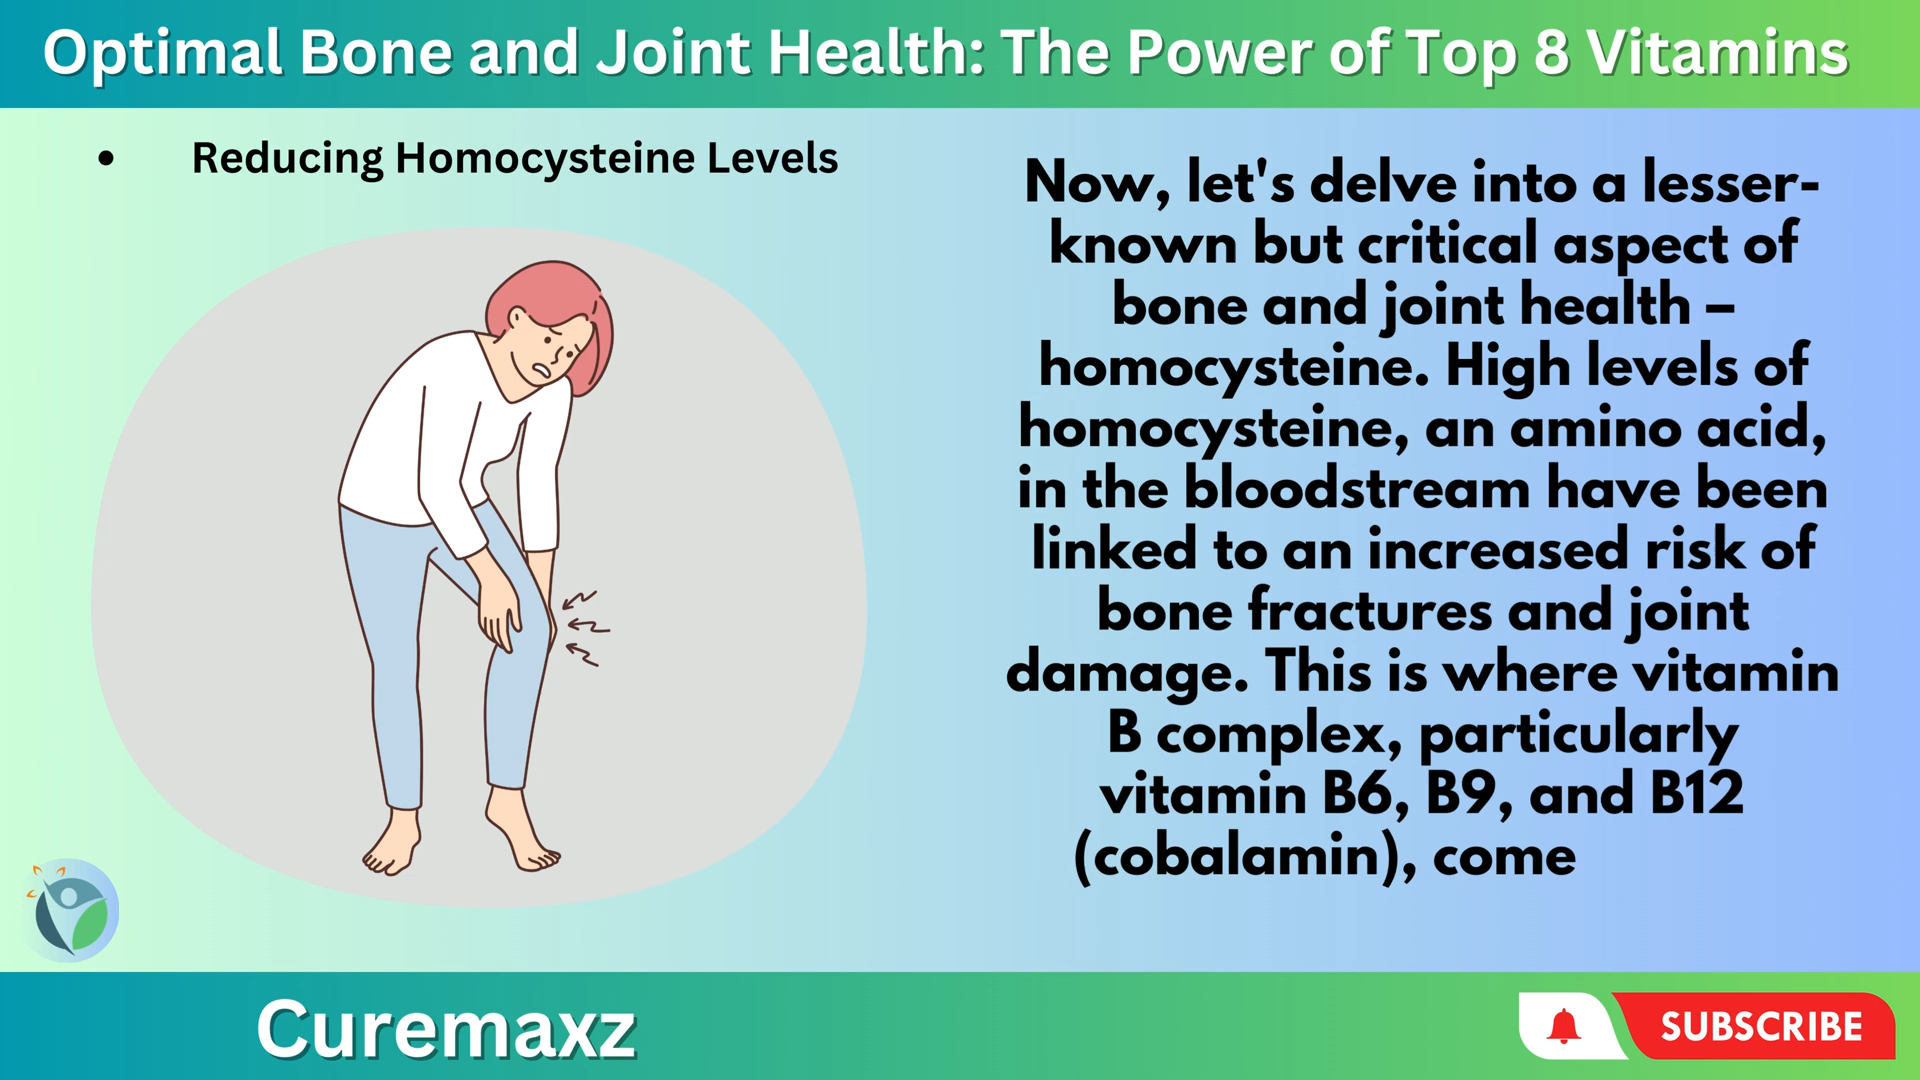 Optimal Bone and Joint Health: The Power of Top 8 Vitamins
• Reducing Homocysteine Levels
Now, let's delve into a lesser-
known but critical aspect of
bone and joint health –
homocysteine. High levels of
homocysteine, an amino acid,
in the bloodstream have been
linked to an increased risk of
bone fractures and joint
damage. This is where vitamin
B complex, particularly
vitamin B6, B9, and B12
(cobalamin), come
Curemaxz
SUBSCRIBE